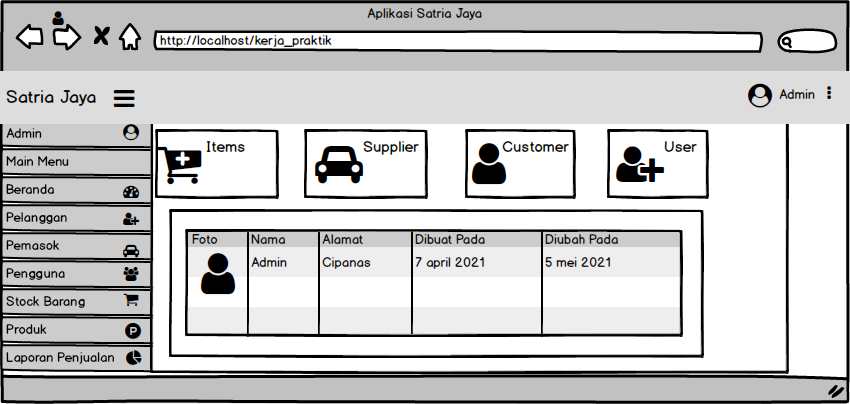 Aplikasi Satria Jaya
http://localhost/kerja_praktik
Satria Jaya
Admin
Admin
Main Menu
Beranda
Pelanggan
Pemasok
Pengguna
Stock Barang
Produk
P
Laporan Penjualan
Items
Supplier
Customer
User
Foto Nama Alamat Dibuat Pada Diubah Pada
Admin Cipanas 7 april 2021 5 mei 2021